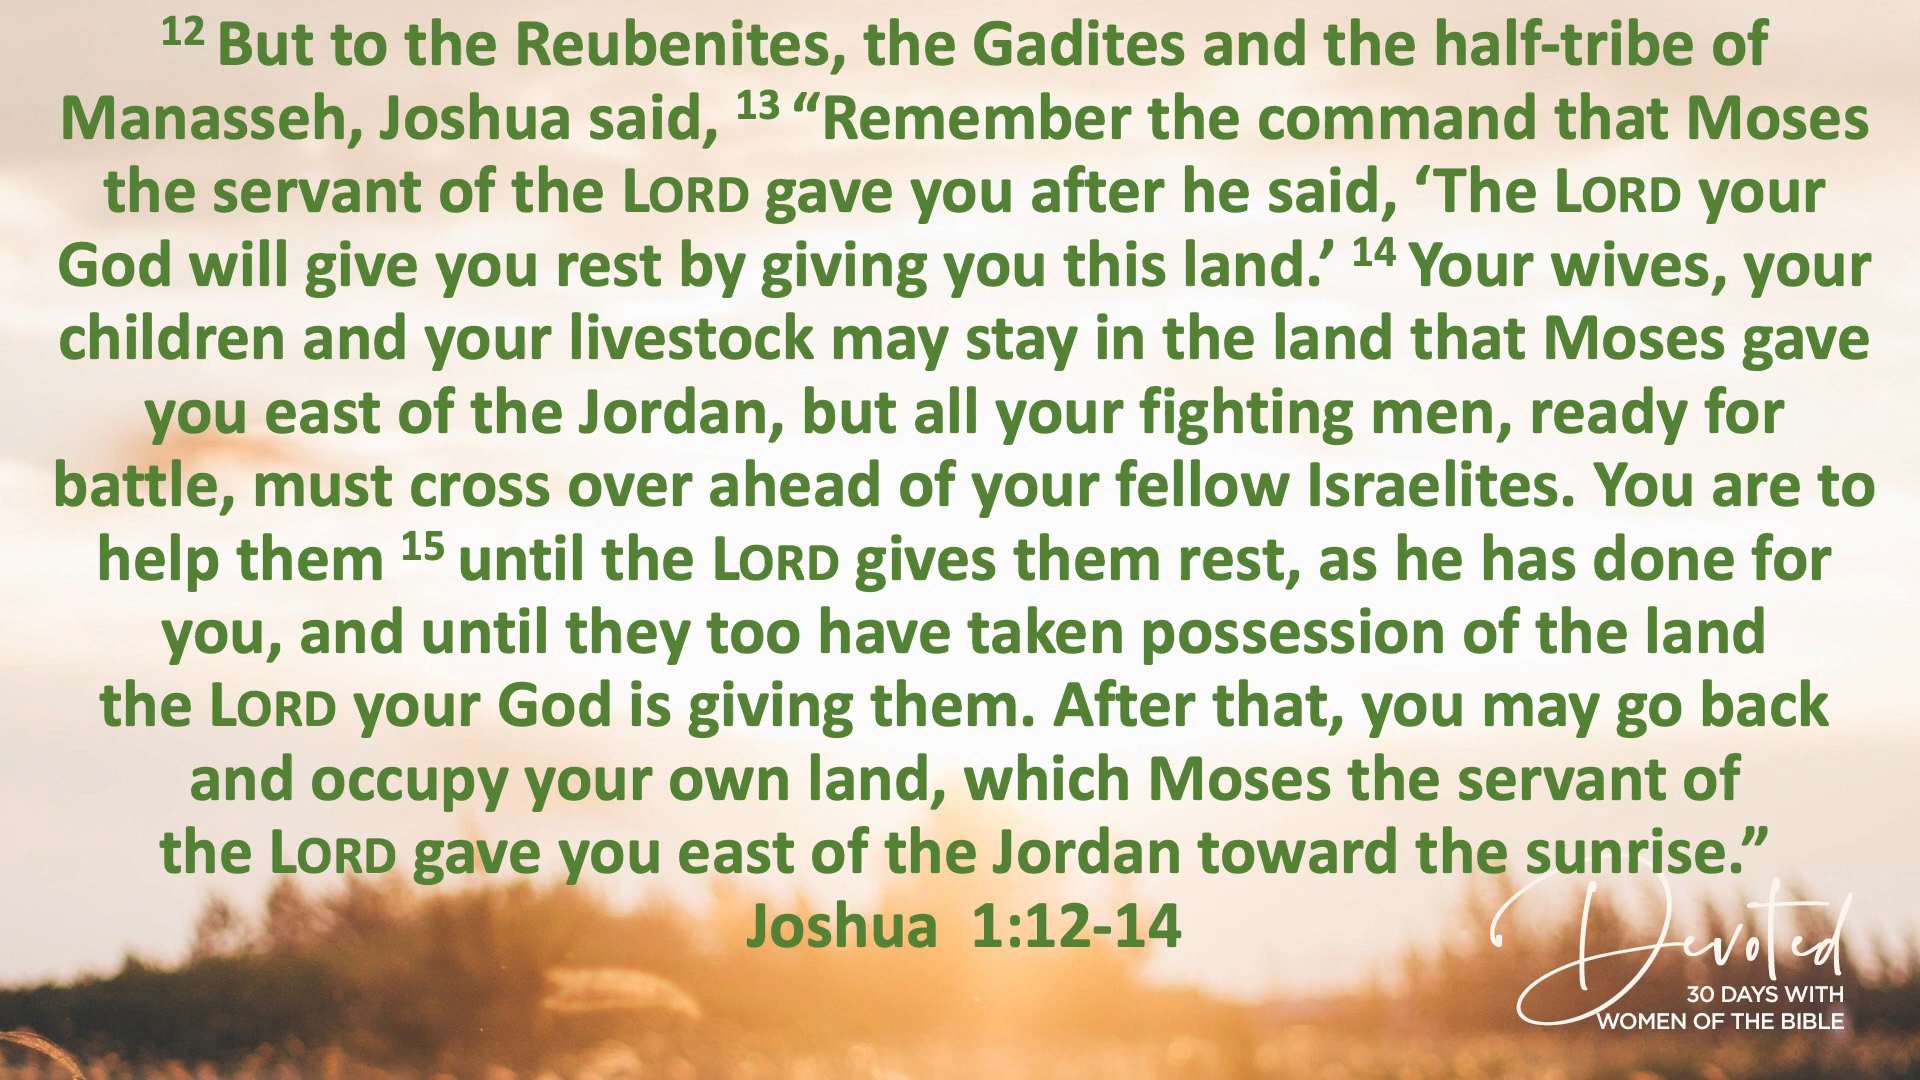 12 But to the Reubenites, the Gadites and the half-tribe of
Manasseh, Joshua said, 13 “Remember the command that Moses
the servant of the LORD gave you after he said, ‘The LORD your
God will give you rest by giving you this land.’ 14 Your wives, your
children and your livestock may stay in the land that Moses gave
you east of the Jordan, but all your fighting men, ready for
battle, must cross over ahead of your fellow Israelites. You are to
help them 15 until the LORD gives them rest, as he has done for
you, and until they too have taken possession of the land
the LORD your God is giving them. After that, you may go back
and occupy your own land, which Moses the servant of
the LORD gave you east of the Jordan toward the sunrise.”
Joshua 1:12-14
Devoted
30 DAYS WITH
WOMEN OF THE BIBLE